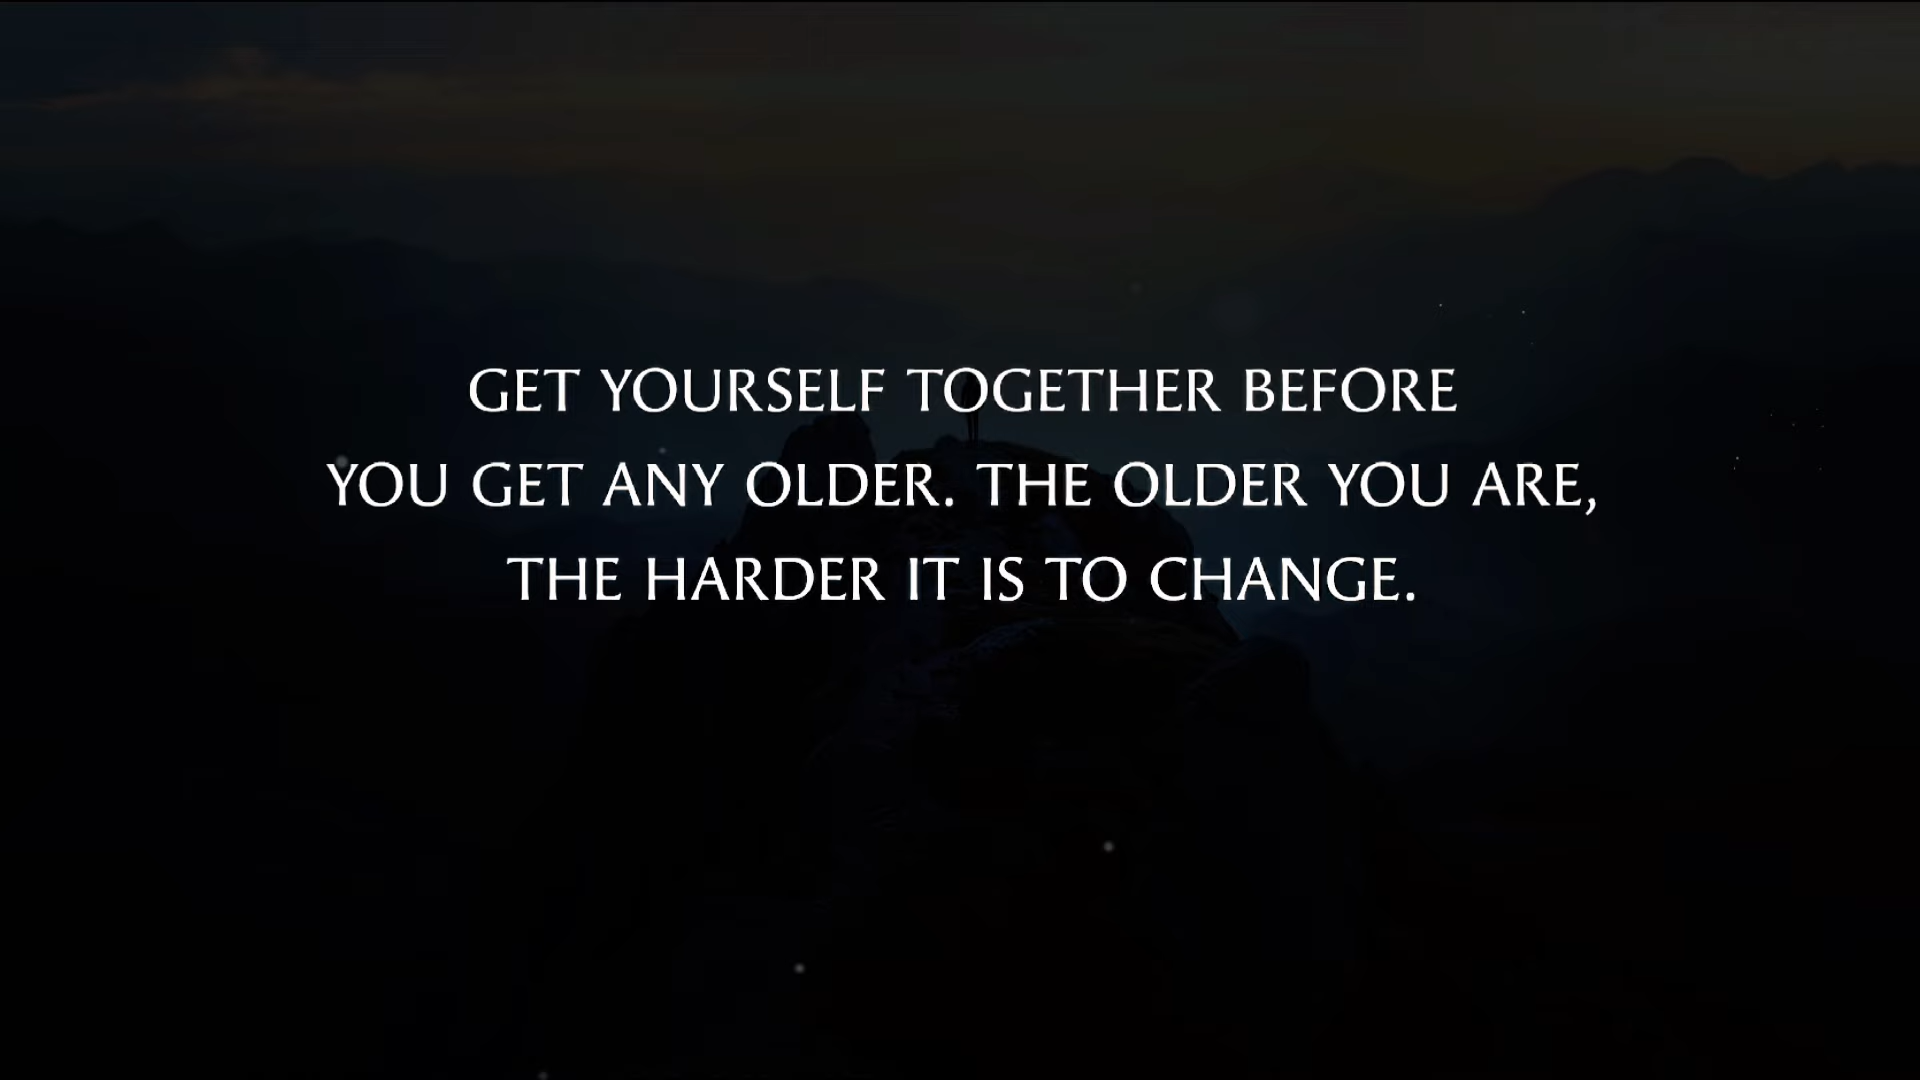 GET YOURSELF TOGETHER BEFORE
YOU GET ANY OLDER. THE OLDER YOU ARE,
THE HARDER IT IS TO CHANGE.